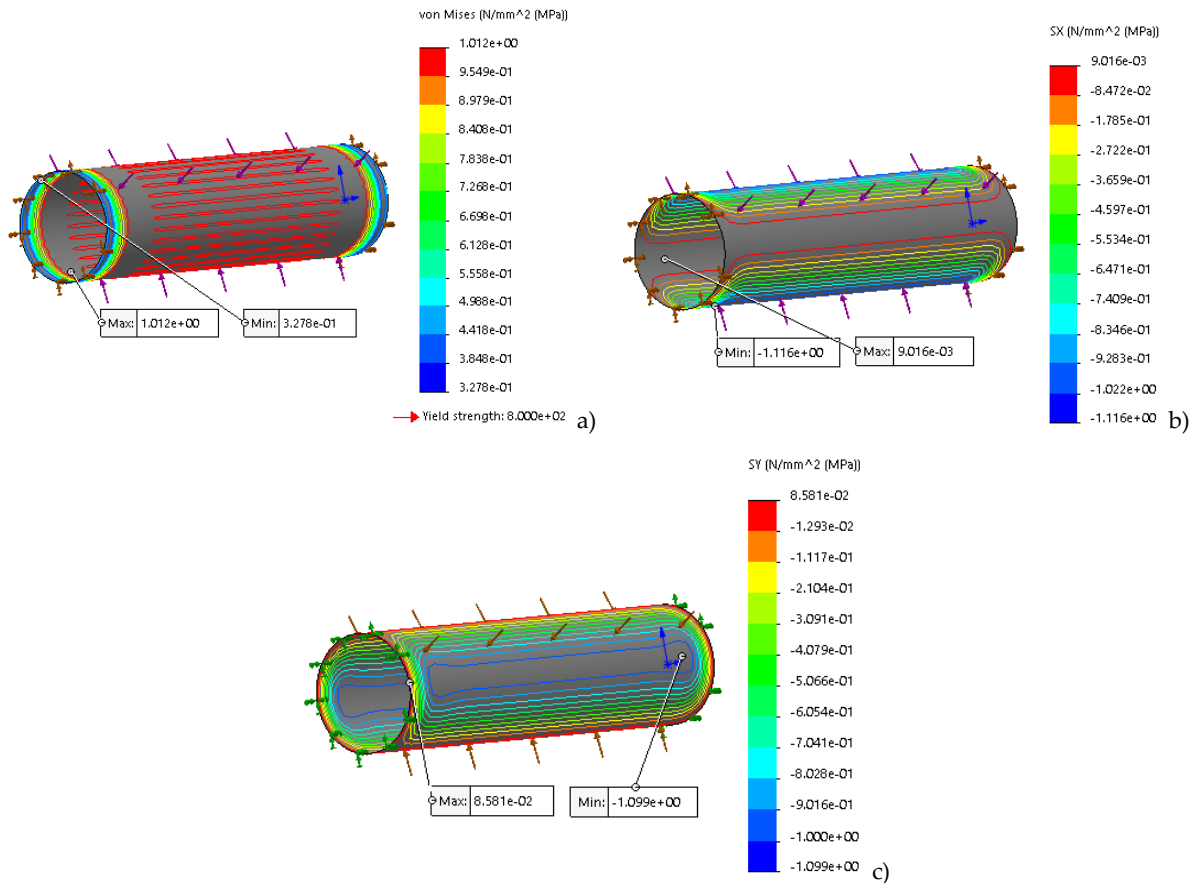 von Mises (N/mm^2 (MPa))
1.012e+00
9.549e-01
8.979e-01
8.408e-01
7.838e-01
7.268e-01
6.698e-01
6.128e-01
5.558e-01
4.988e-01
4.418e-01
3.848e-01
3.278e-01
Max: 1.012e+00
Min: 3.278e-01
Yield strength: 8.000e+02
a)
SX (N/mm^2 (MPa))
9.016e-03
-8.472e-02
-1.785e-01
-2.722e-01
-3.659e-01
-4.597e-01
-5.534e-01
-6.471e-01
-7.409e-01
-8.346e-01
-9.283e-01
-1.022e+00
-1.116e+00
Min: -1.116e+00
Max: 9.016e-03
b)
SY (N/mm^2 (MPa))
8.581e-02
-1.293e-02
-1.117e-01
-2.104e-01
-3.091e-01
-4.079e-01
-5.066e-01
-6.054e-01
-7.041e-01
-8.028e-01
-9.016e-01
-1.000e+00
-1.099e+00
Max: 8.581e-02
Min: -1.099e+00
c)